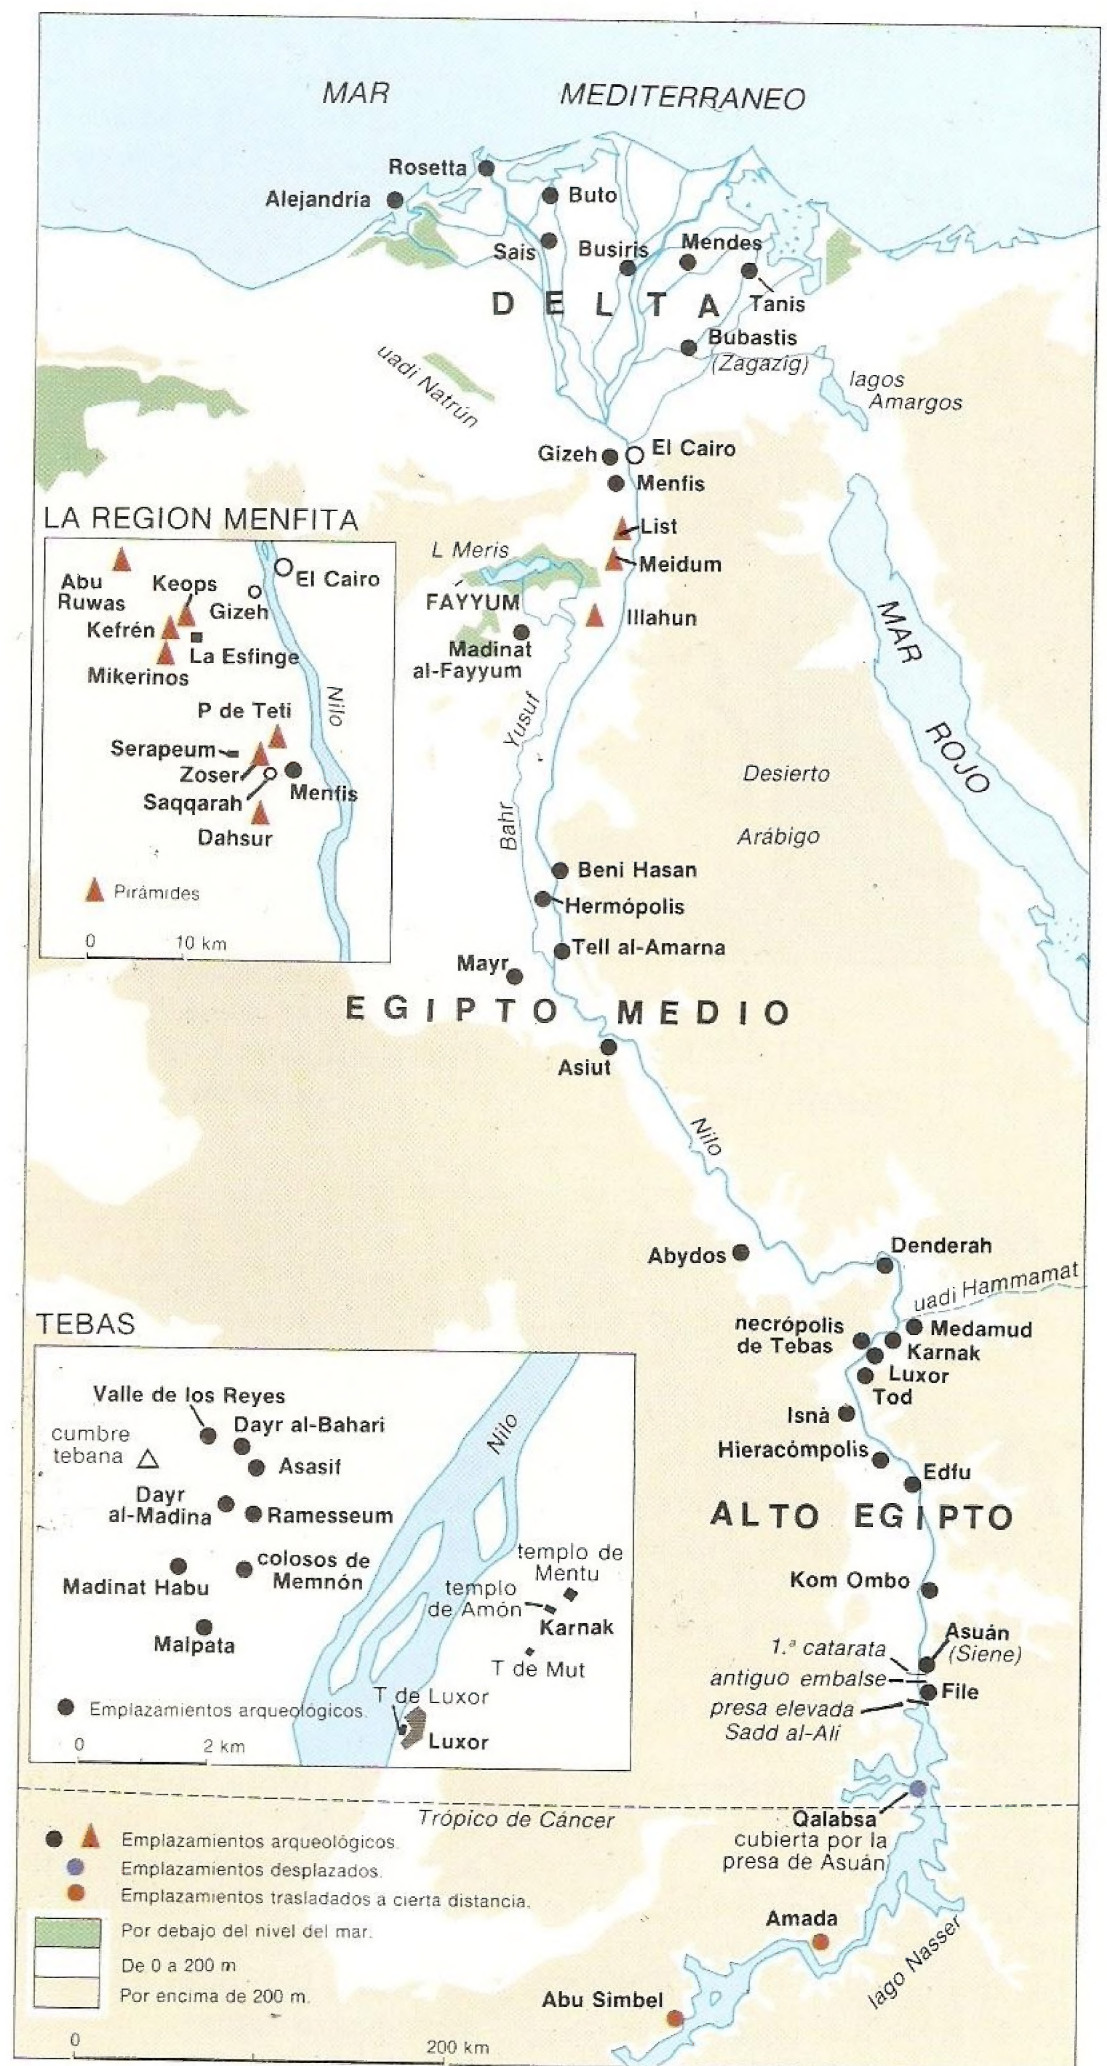 MAR MEDITERRANEO
Rosetta
Alejandría
Buto
Sais
Busiris
Mendes
DELTA
Tanis
Bubastis
(Zagazig)
uadi Natrún
lagos
Amargos
Gizeh
El Cairo
Menfis
List
L Meris
Meidum
FAYYUM
Illahun
Madinat
al-Fayyum
MAR ROJO
Yusuf
Bahr
Desierto
Arábigo
LA REGION MENFITA
Abu
Ruwas
Keops
El Cairo
Gizeh
Kefrén
La Esfinge
Mikerinos
Nilo
P de Teti
Serapeum
Zoser
Saqqarah
Menfis
Dahsur
Pirámides
0 10 km
Beni Hasan
Hermópolis
Tell al-Amarna
Mayr
EGIPTO MEDIO
Asiut
Nilo
Abydos
Denderah
uadi Hammamat
necrópolis
de Tebas
Medamud
Karnak
Luxor
Tod
Isná
Hieracómpolis
Edfu
ALTO EGIPTO
Kom Ombo
Asuán
(Siene)
1.ª catarata
antiguo embalse
File
presa elevada
Sadd al-Alí
TEBAS
Valle de los Reyes
Dayr al-Bahari
cumbre
tebana
Asasif
Dayr
al-Madina
Ramesseum
Nilo
Madinat Habu
colosos de
Memnón
templo de
Mentu
templo
de Amón
Karnak
Malpata
T de Mut
T de Luxor
Emplazamientos arqueológicos.
Luxor
0 2 km
Trópico de Cáncer
Qalabsa
cubierta por la
presa de Asuán
Amada
lago Nasser
Abu Simbel
Emplazamientos arqueológicos.
Emplazamientos desplazados.
Emplazamientos trasladados a cierta distancia.
Por debajo del nivel del mar.
De 0 a 200 m
Por encima de 200 m.
0 200 km